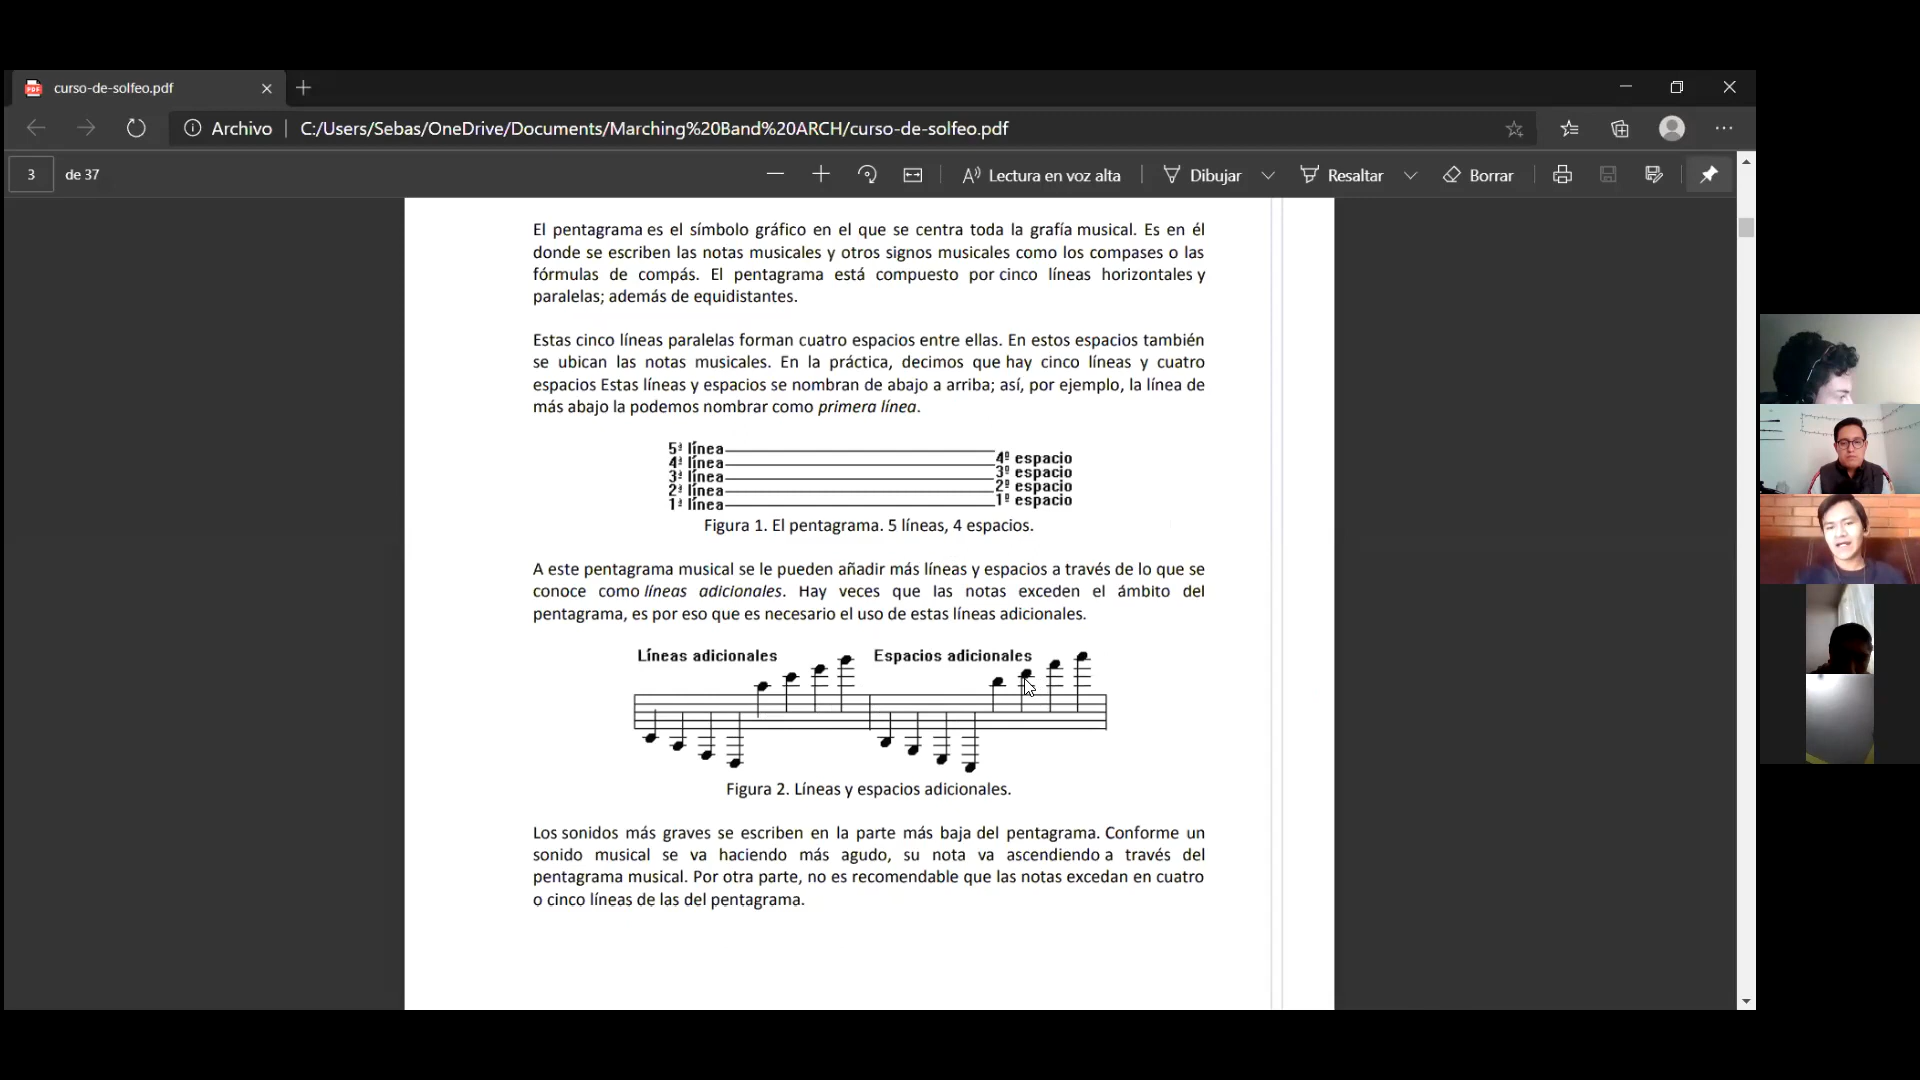 curso-de-solfeo.pdf
Archivo C:/Users/Sebas/OneDrive/Documents/Marching%20Band%20ARCH/curso-de-solfeo.pdf
3 de 37 Lectura en voz alta Dibujar Resaltar Borrar
El pentagrama es el símbolo gráfico en el que se centra toda la grafía musical. Es en él
donde se escriben las notas musicales y otros signos musicales como los compases o las
fórmulas de compás. El pentagrama está compuesto por cinco líneas horizontales y
paralelas; además de equidistantes.
Estas cinco líneas paralelas forman cuatro espacios entre ellas. En estos espacios también
se ubican las notas musicales. En la práctica, decimos que hay cinco líneas y cuatro
espacios Estas líneas y espacios se nombran de abajo a arriba; así, por ejemplo, la línea de
más abajo la podemos nombrar como primera línea.
5ª línea
4ª línea
3ª línea
2ª línea
1ª línea
4º espacio
3º espacio
2º espacio
1º espacio
Figura 1. El pentagrama. 5 líneas, 4 espacios.
A este pentagrama musical se le pueden añadir más líneas y espacios a través de lo que se
conoce como líneas adicionales. Hay veces que las notas exceden el ámbito del
pentagrama, es por eso que es necesario el uso de estas líneas adicionales.
Líneas adicionales Espacios adicionales
Figura 2. Líneas y espacios adicionales.
Los sonidos más graves se escriben en la parte más baja del pentagrama. Conforme un
sonido musical se va haciendo más agudo, su nota va ascendiendo a través del
pentagrama musical. Por otra parte, no es recomendable que las notas excedan en cuatro
o cinco líneas de las del pentagrama.